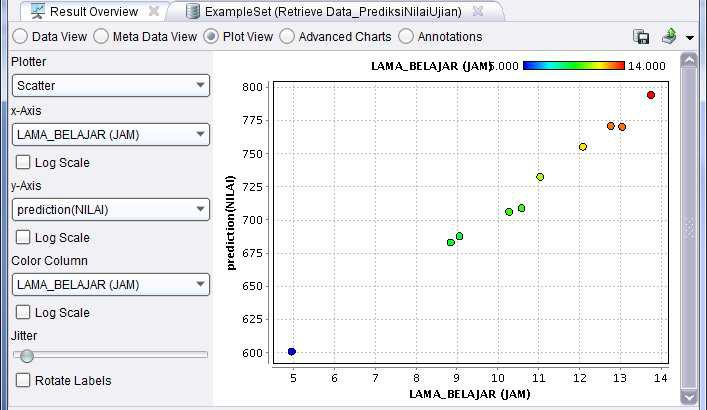 Result Overview ExampleSet (Retrieve Data_PrediksiNilaiUjian)
Data View Meta Data View Plot View Advanced Charts Annotations
Plotter
Scatter
x-Axis
LAMA_BELAJAR (JAM)
Log Scale
y-Axis
prediction(NILAI)
Log Scale
Color Column
LAMA_BELAJAR (JAM)
Log Scale
Jitter
Rotate Labels
LAMA_BELAJAR (JAM) 5.000 14.000
800
775
750
725
700
675
650
625
600
prediction(NILAI)
5 6 7 8 9 10 11 12 13 14
LAMA_BELAJAR (JAM)